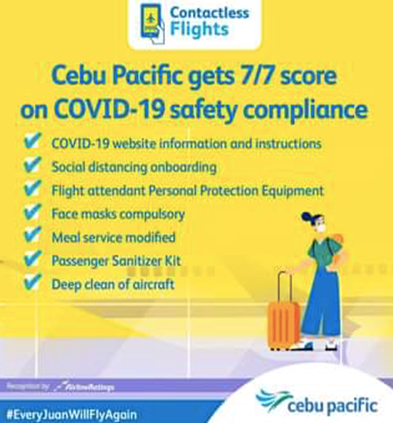 Contactless
Flights
Cebu Pacific gets 7/7 score
on COVID-19 safety compliance
COVID-19 website information and instructions
Social distancing onboarding
Flight attendant Personal Protection Equipment
Face masks compulsory
Meal service modified
Passenger Sanitizer Kit
Deep clean of aircraft
Recognition by AirlineRatings
#EveryJuanWillFlyAgain
cebu pacific